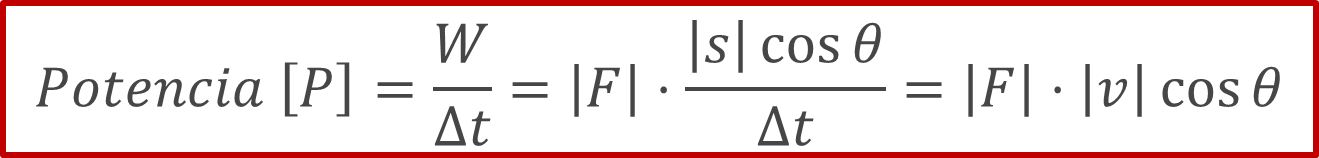 Potencia [P] = W/Δt = |F| · |s| cos θ/Δt = |F| · |v| cos θ